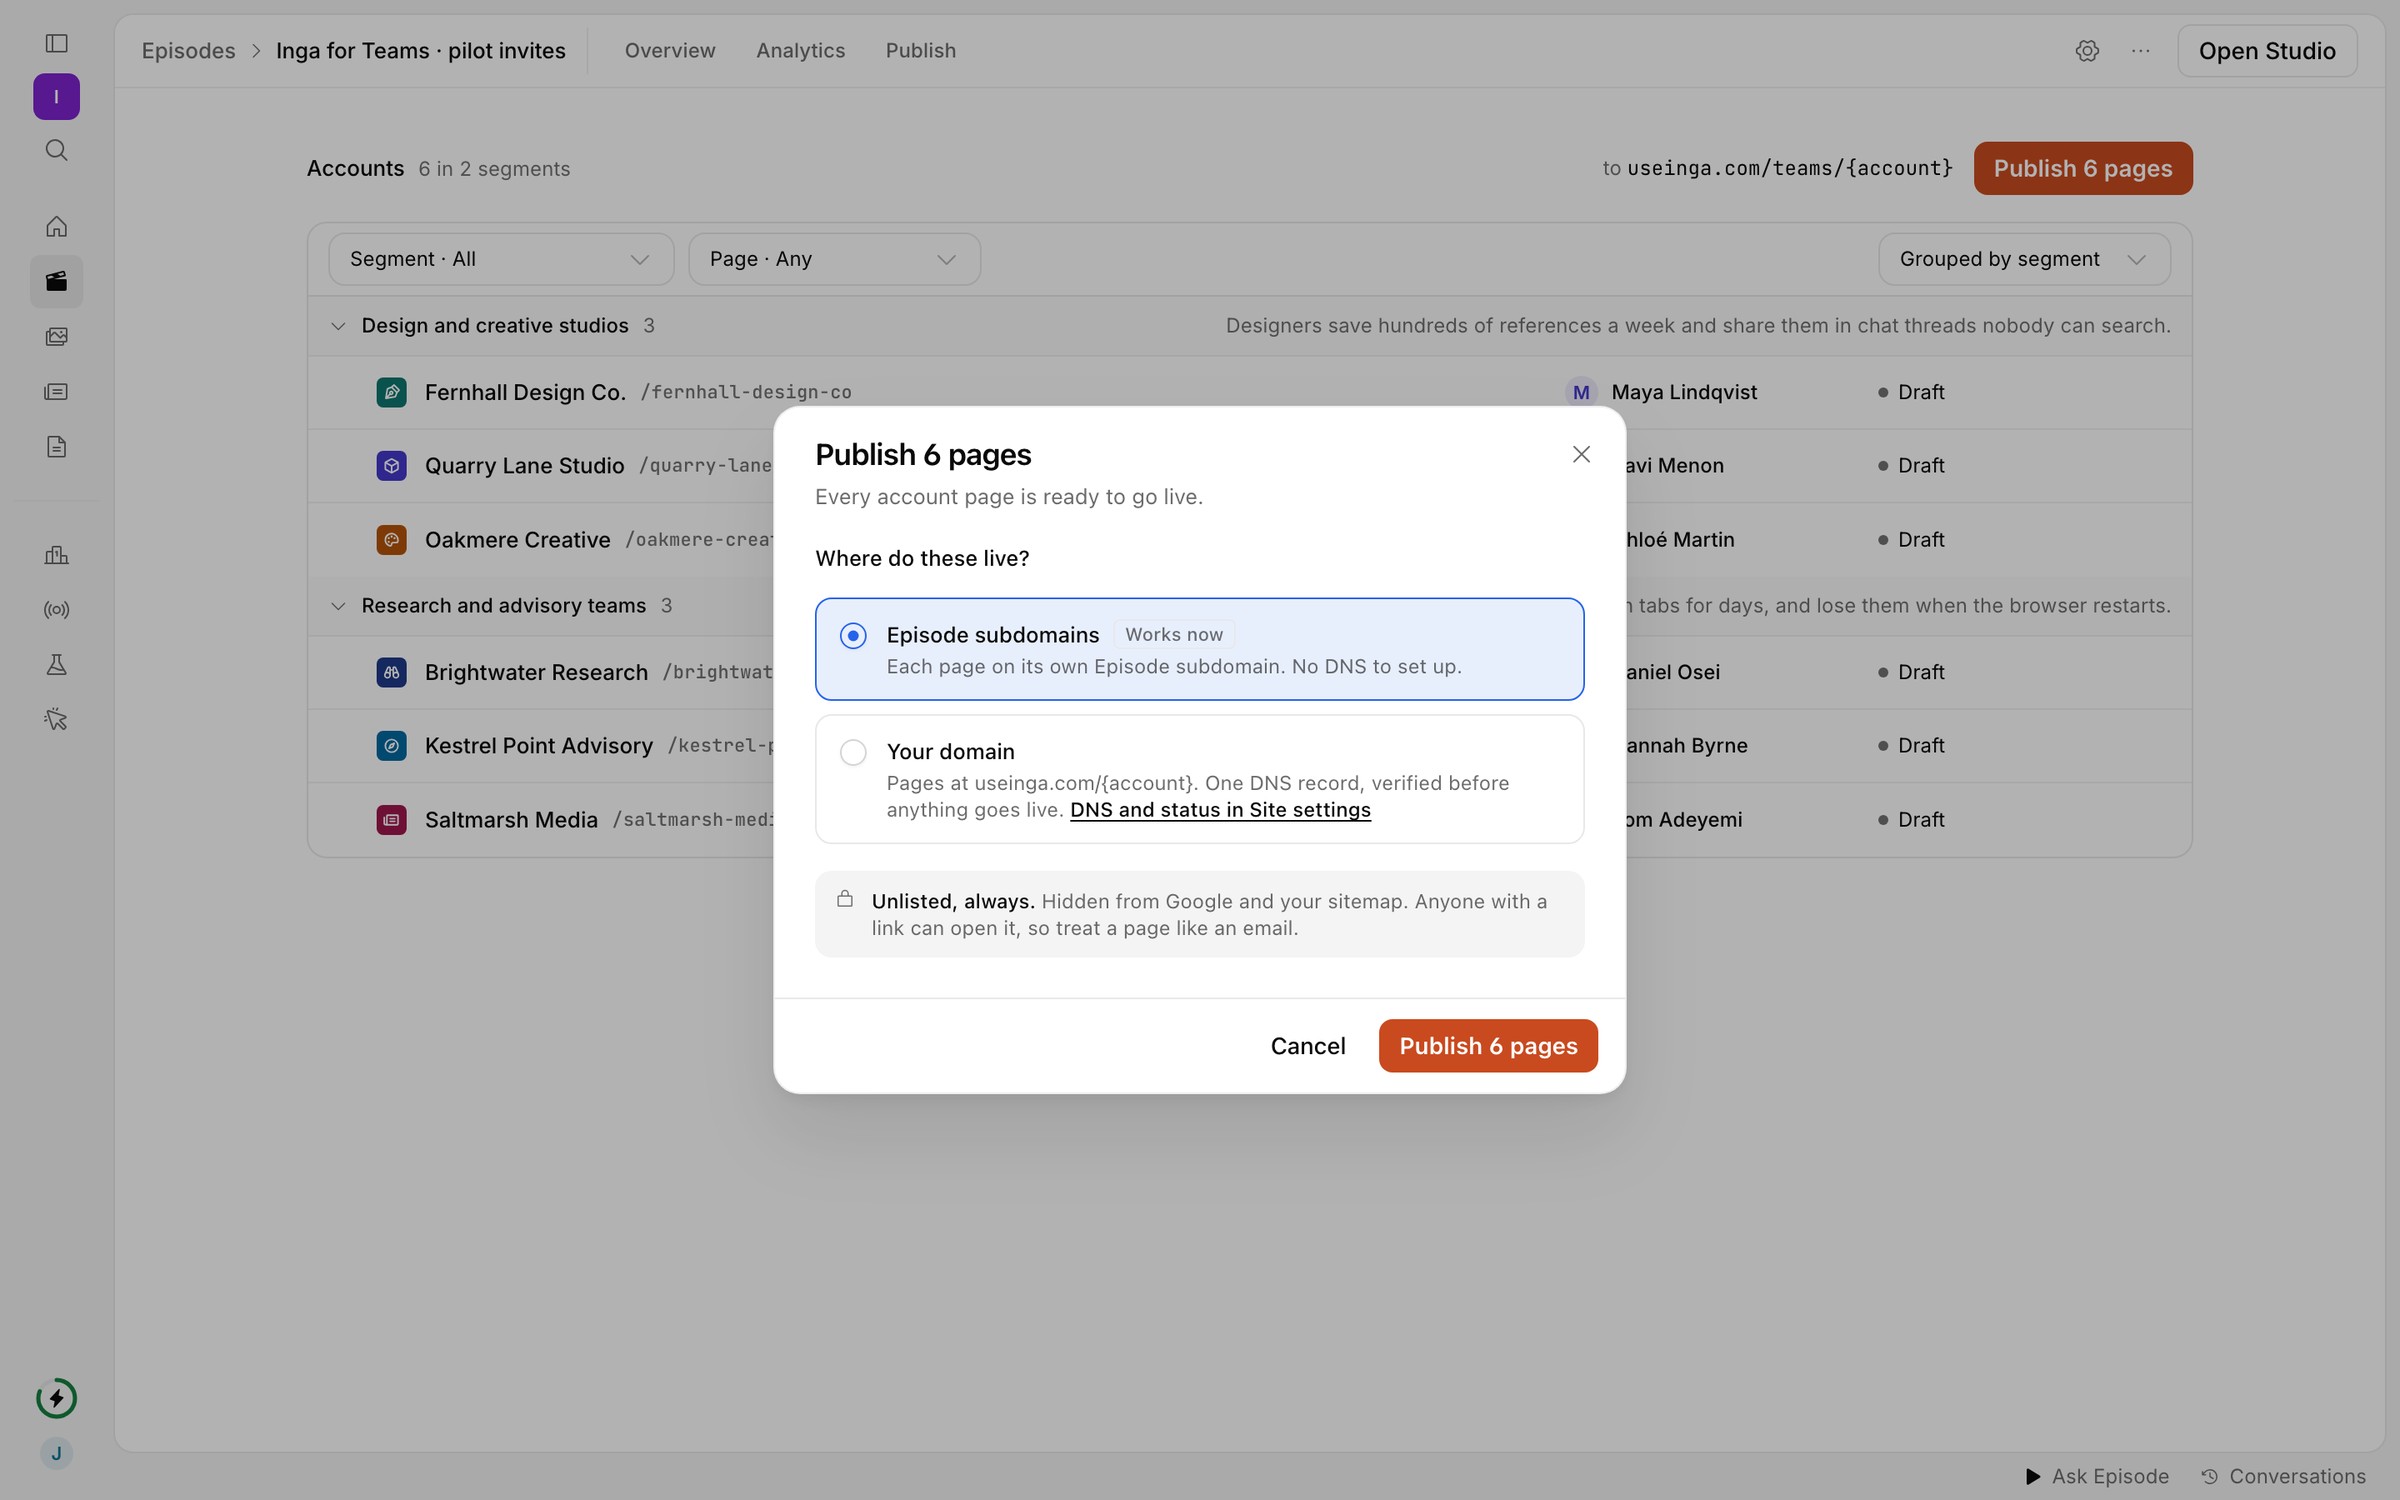 Episodes > Inga for Teams · pilot invites
Overview Analytics Publish
··· Open Studio
I
Accounts 6 in 2 segments
to useinga.com/teams/{account} Publish 6 pages
Segment · All Page · Any Grouped by segment
Design and creative studios 3 Designers save hundreds of references a week and share them in chat threads nobody can search.
Fernhall Design Co. /fernhall-design-co M Maya Lindqvist Draft
Quarry Lane Studio /quarry-lane avi Menon Draft
Oakmere Creative /oakmere-crea hloé Martin Draft
Research and advisory teams 3 tabs for days, and lose them when the browser restarts.
Brightwater Research /brightwat aniel Osei Draft
Kestrel Point Advisory /kestrel-p annah Byrne Draft
Saltmarsh Media /saltmarsh-medi om Adeyemi Draft
Publish 6 pages
Every account page is ready to go live.
Where do these live?
Episode subdomains Works now
Each page on its own Episode subdomain. No DNS to set up.
Your domain
Pages at useinga.com/{account}. One DNS record, verified before
anything goes live. DNS and status in Site settings
Unlisted, always. Hidden from Google and your sitemap. Anyone with a
link can open it, so treat a page like an email.
Cancel Publish 6 pages
J
Ask Episode Conversations